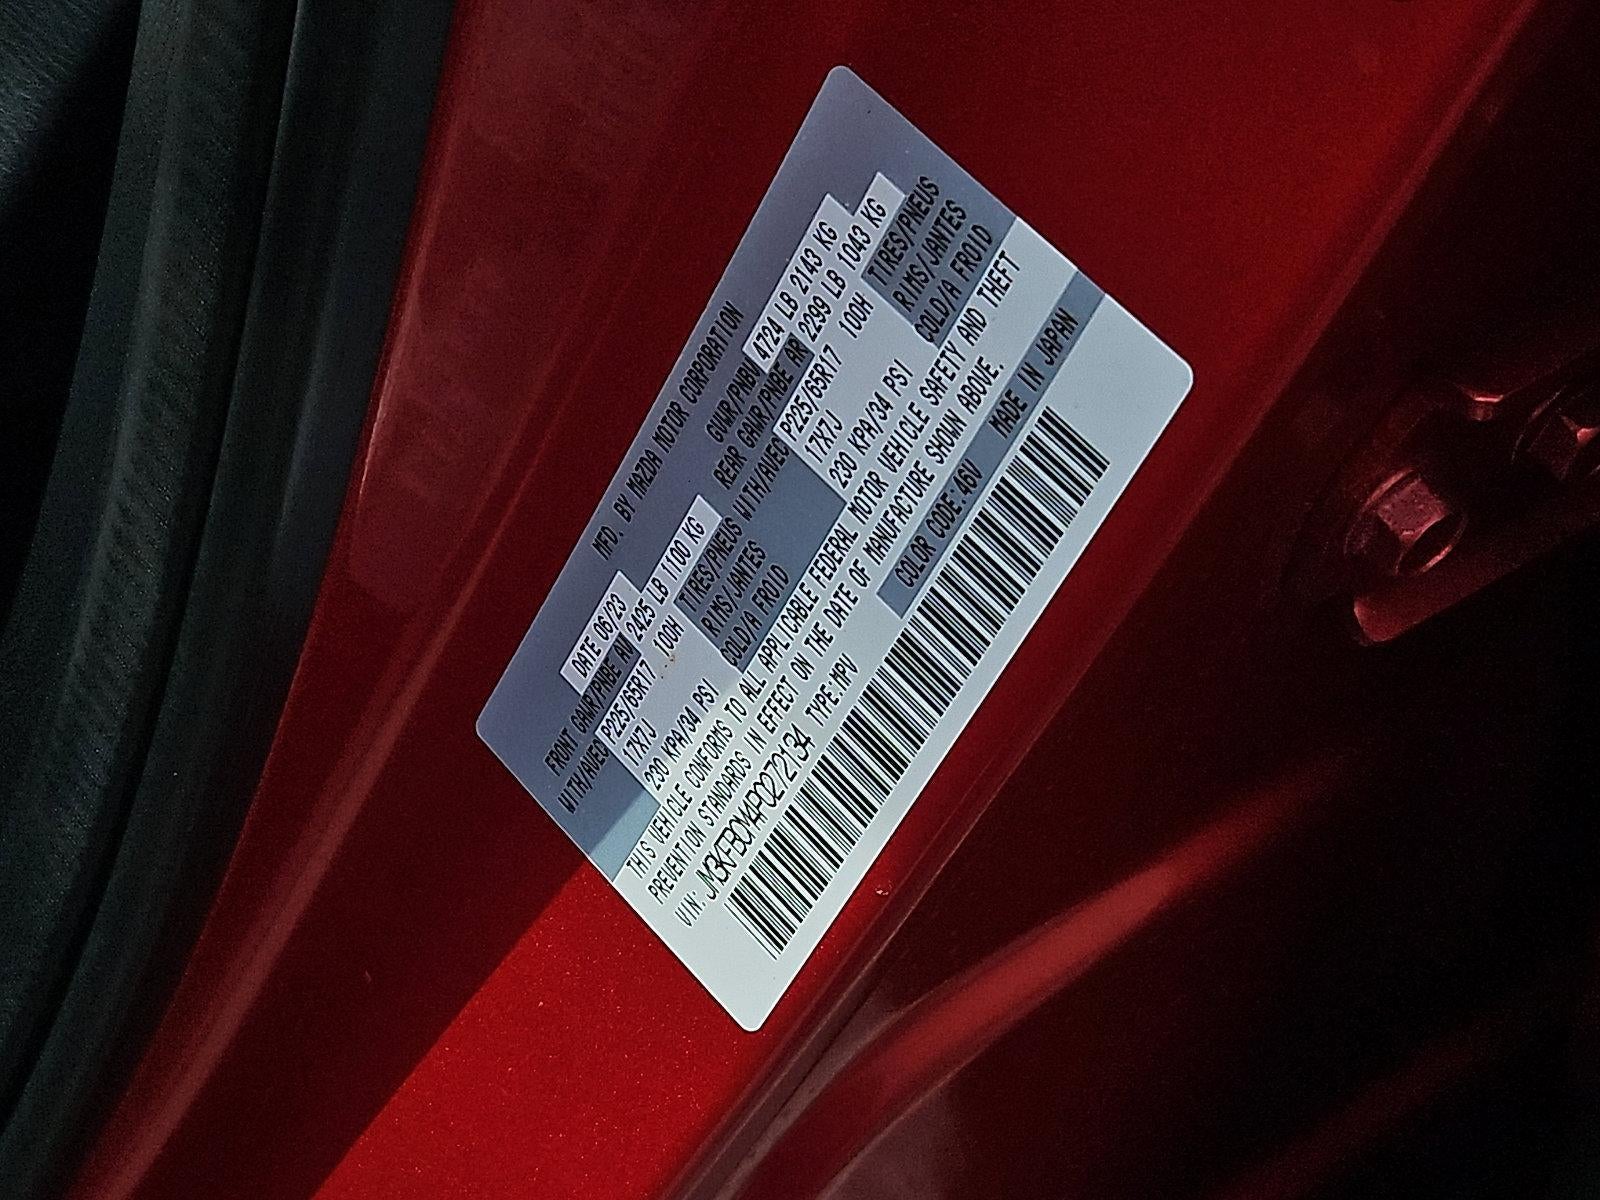 MFD. BY MAZDA MOTOR CORPORATION
DATE 06/23 GVWR/PNBV 4724 LB 2143 KG
FRONT GAWR/PNBE AV 2425 LB 1100 KG REAR GAWR/PNBE AR 2299 LB 1043 KG
WITH/AVEC P225/65R17 100H TIRES/PNEUS WITH/AVEC P225/65R17 100H TIRES/PNEUS
17X7J RIMS/JANTES 17X7J RIMS/JANTES
230 KPA/34 PSI COLD/A FROID 230 KPA/34 PSI COLD/A FROID
THIS VEHICLE CONFORMS TO ALL APPLICABLE FEDERAL MOTOR VEHICLE SAFETY AND THEFT
PREVENTION STANDARDS IN EFFECT ON THE DATE OF MANUFACTURE SHOWN ABOVE.
VIN: JM3KFBCM4P0272134 TYPE:MPV COLOR CODE:46V MADE IN JAPAN